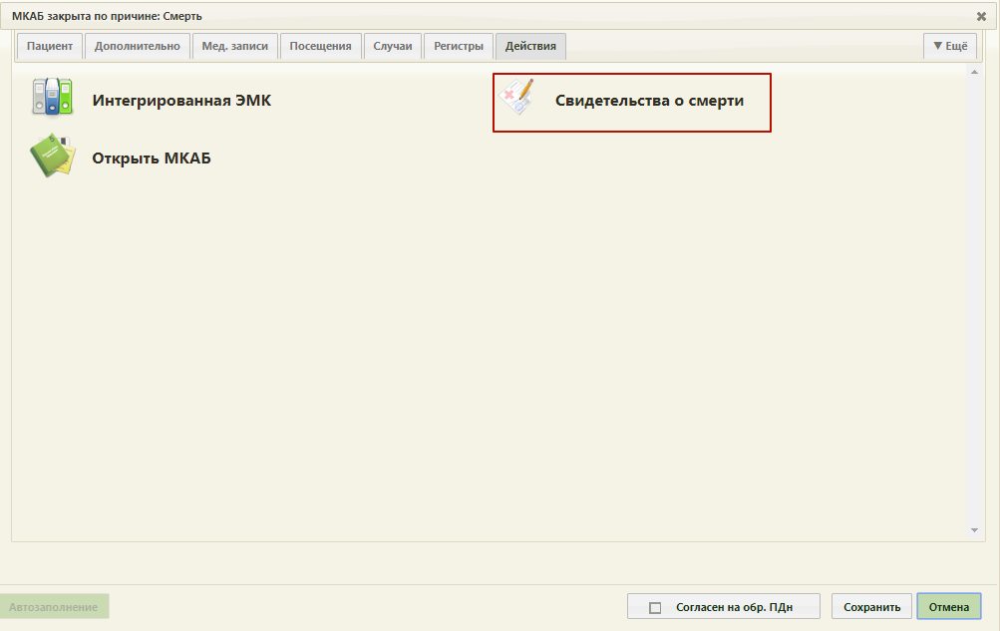 МКАБ закрыта по причине: Смерть
Пациент Дополнительно Мед. записи Посещения Случаи Регистры Действия ▼ Ещё
Интегрированная ЭМК Свидетельства о смерти
Открыть МКАБ
Автозаполнение Согласен на обр. ПДн Сохранить Отмена